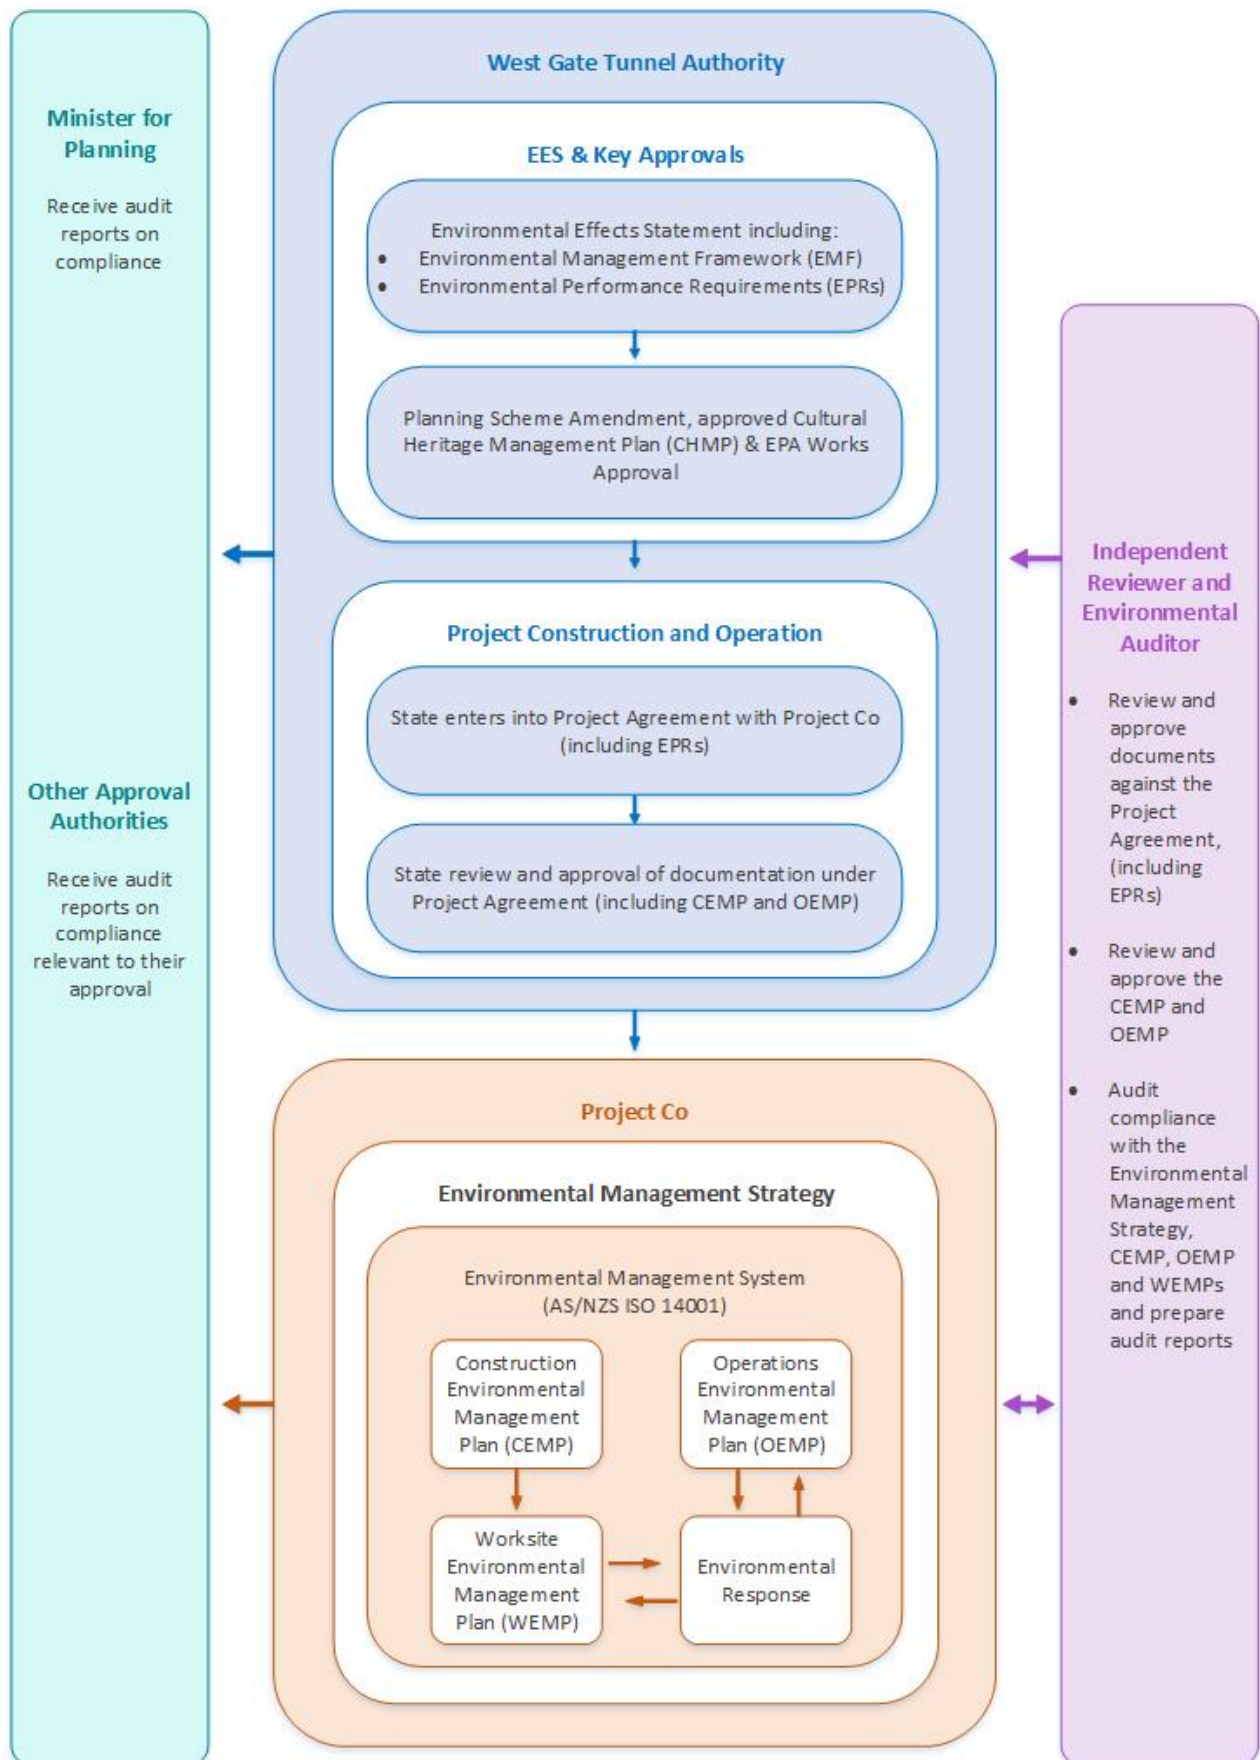 Minister for
Planning
Receive audit
reports on
compliance
Other Approval
Authorities
Receive audit
reports on
compliance
relevant to their
approval
West Gate Tunnel Authority
EES & Key Approvals
Environmental Effects Statement including:
• Environmental Management Framework (EMF)
• Environmental Performance Requirements (EPRs)
Planning Scheme Amendment, approved Cultural
Heritage Management Plan (CHMP) & EPA Works
Approval
Project Construction and Operation
State enters into Project Agreement with Project Co
(including EPRs)
State review and approval of documentation under
Project Agreement (including CEMP and OEMP)
Project Co
Environmental Management Strategy
Environmental Management System
(AS/NZS ISO 14001)
Construction
Environmental
Management
Plan (CEMP)
Operations
Environmental
Management
Plan (OEMP)
Worksite
Environmental
Management
Plan (WEMP)
Environmental
Response
Independent
Reviewer and
Environmental
Auditor
• Review and
approve
documents
against the
Project
Agreement,
(including
EPRs)
• Review and
approve the
CEMP and
OEMP
• Audit
compliance
with the
Environmental
Management
Strategy,
CEMP, OEMP
and WEMPs
and prepare
audit reports